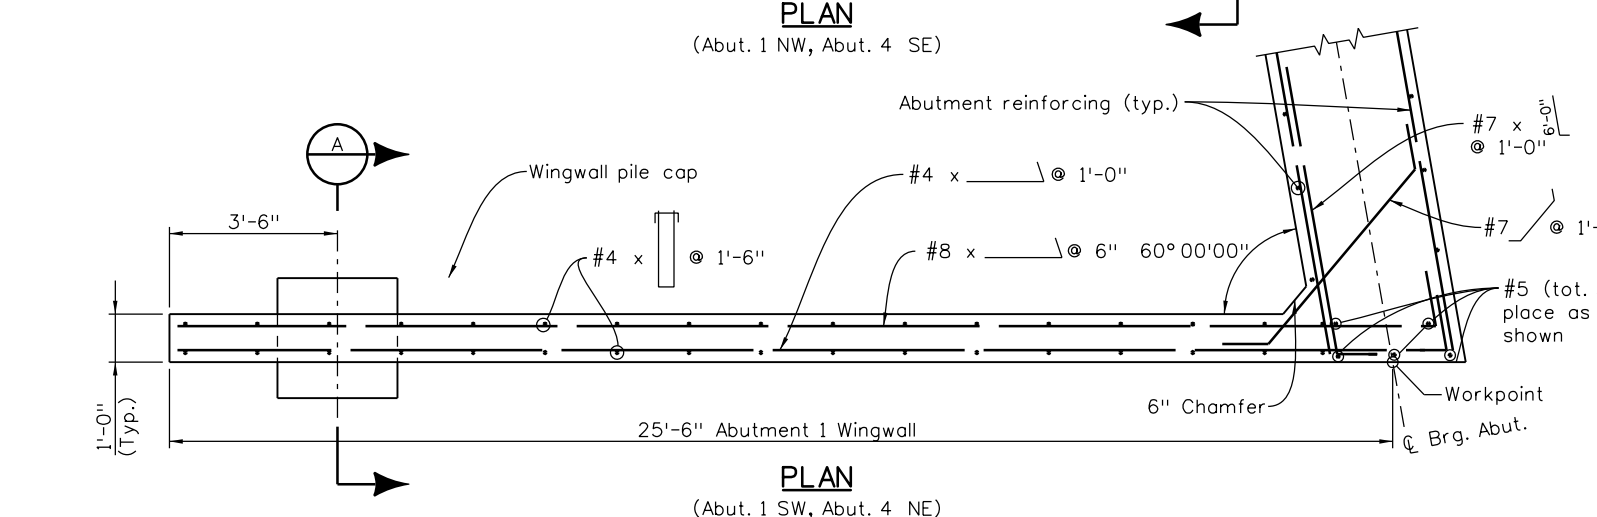 PLAN
(Abut. 1 NW, Abut. 4 SE)
Abutment reinforcing (typ.)
#7 x
6'-0"
@ 1'-0"
A
Wingwall pile cap
#4 x @ 1'-0"
3'-6"
#4 x @ 1'-6"
#8 x @ 6"
60°00'00"
#7 @ 1'-
#5 (tot.
place as
shown
1'-0"
(Typ.)
6" Chamfer
Workpoint
25'-6" Abutment 1 Wingwall
℄ Brg. Abut.
PLAN
(Abut. 1 SW, Abut. 4 NE)